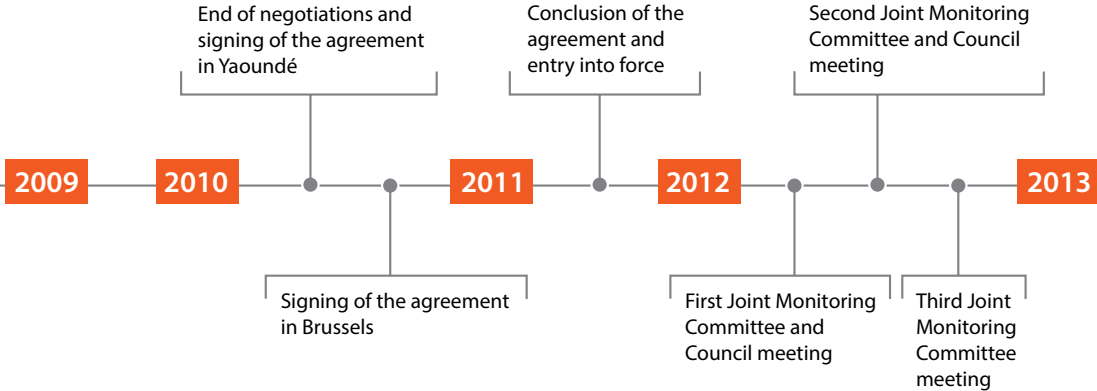 End of negotiations and
signing of the agreement
in Yaoundé
Conclusion of the
agreement and
entry into force
Second Joint Monitoring
Committee and Council
meeting
2009
2010
2011
2012
2013
Signing of the agreement
in Brussels
First Joint Monitoring
Committee and
Council meeting
Third Joint
Monitoring
Committee
meeting